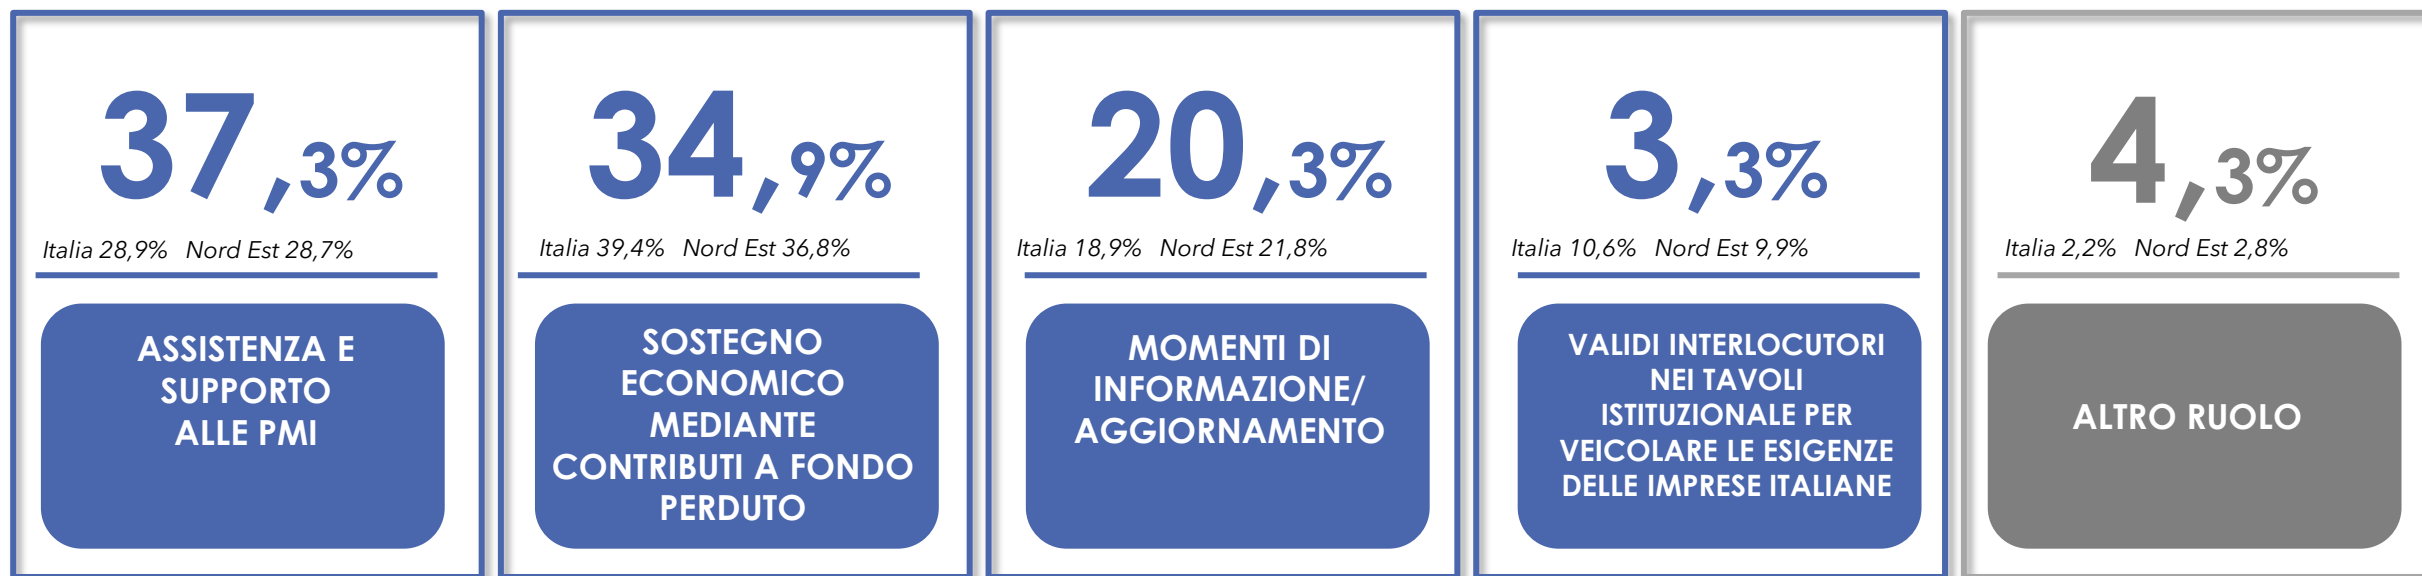 37,3%
Italia 28,9% Nord Est 28,7%
ASSISTENZA E
SUPPORTO
ALLE PMI
34,9%
Italia 39,4% Nord Est 36,8%
SOSTEGNO
ECONOMICO
MEDIANTE
CONTRIBUTI A FONDO
PERDUTO
20,3%
Italia 18,9% Nord Est 21,8%
MOMENTI DI
INFORMAZIONE/
AGGIORNAMENTO
3,3%
Italia 10,6% Nord Est 9,9%
VALIDI INTERLOCUTORI
NEI TAVOLI
ISTITUZIONALE PER
VEICOLARE LE ESIGENZE
DELLE IMPRESE ITALIANE
4,3%
Italia 2,2% Nord Est 2,8%
ALTRO RUOLO